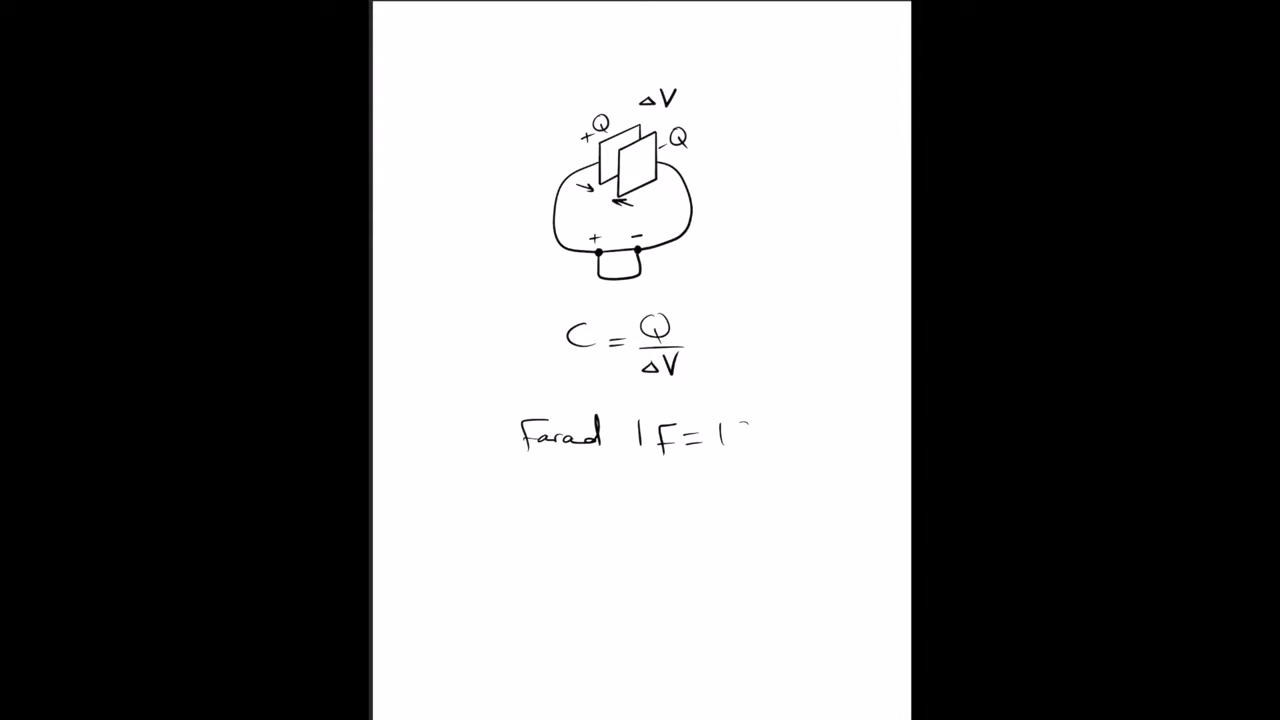 ΔV
+Q
-Q
+ -
C = Q / ΔV
Farad 1 F = 1